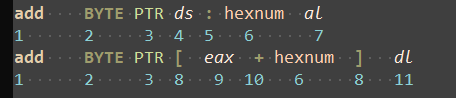 add BYTE PTR ds : hexnum al
1 2 3 4 5 6 7
add BYTE PTR [ eax + hexnum ] dl
1 2 3 8 9 10 6 8 11